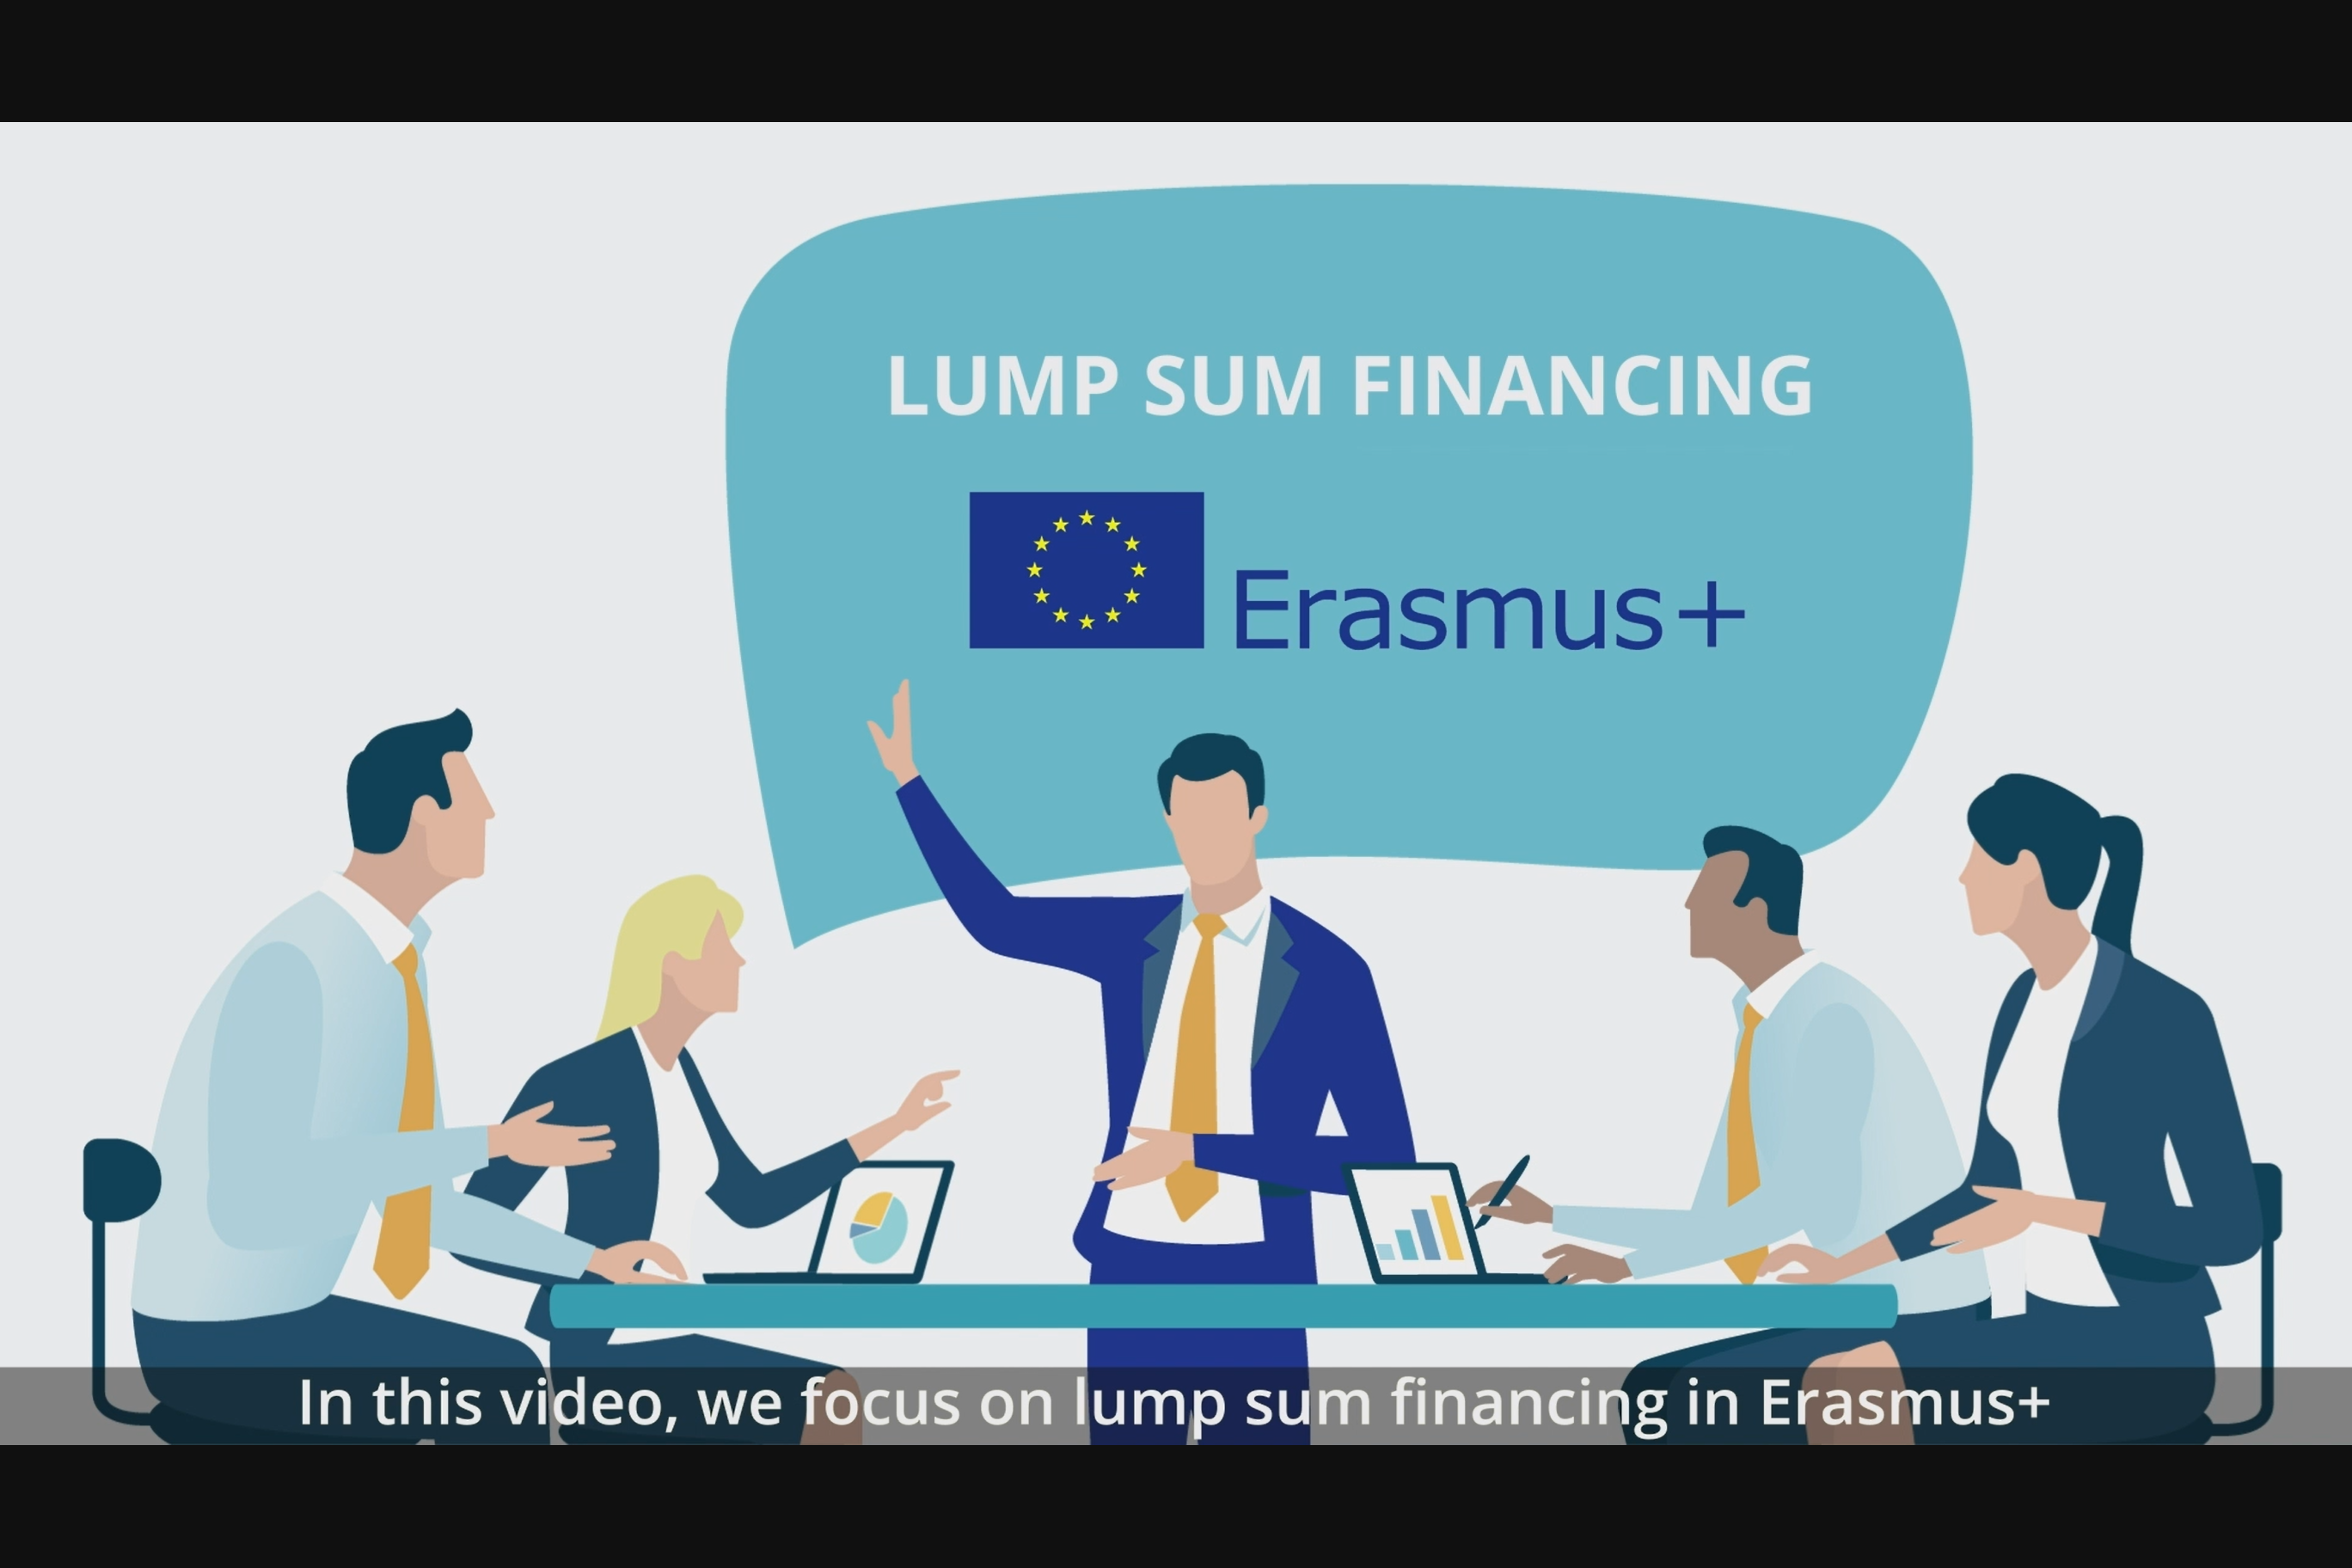 LUMP SUM FINANCING
Erasmus+
In this video, we focus on lump sum financing in Erasmus+